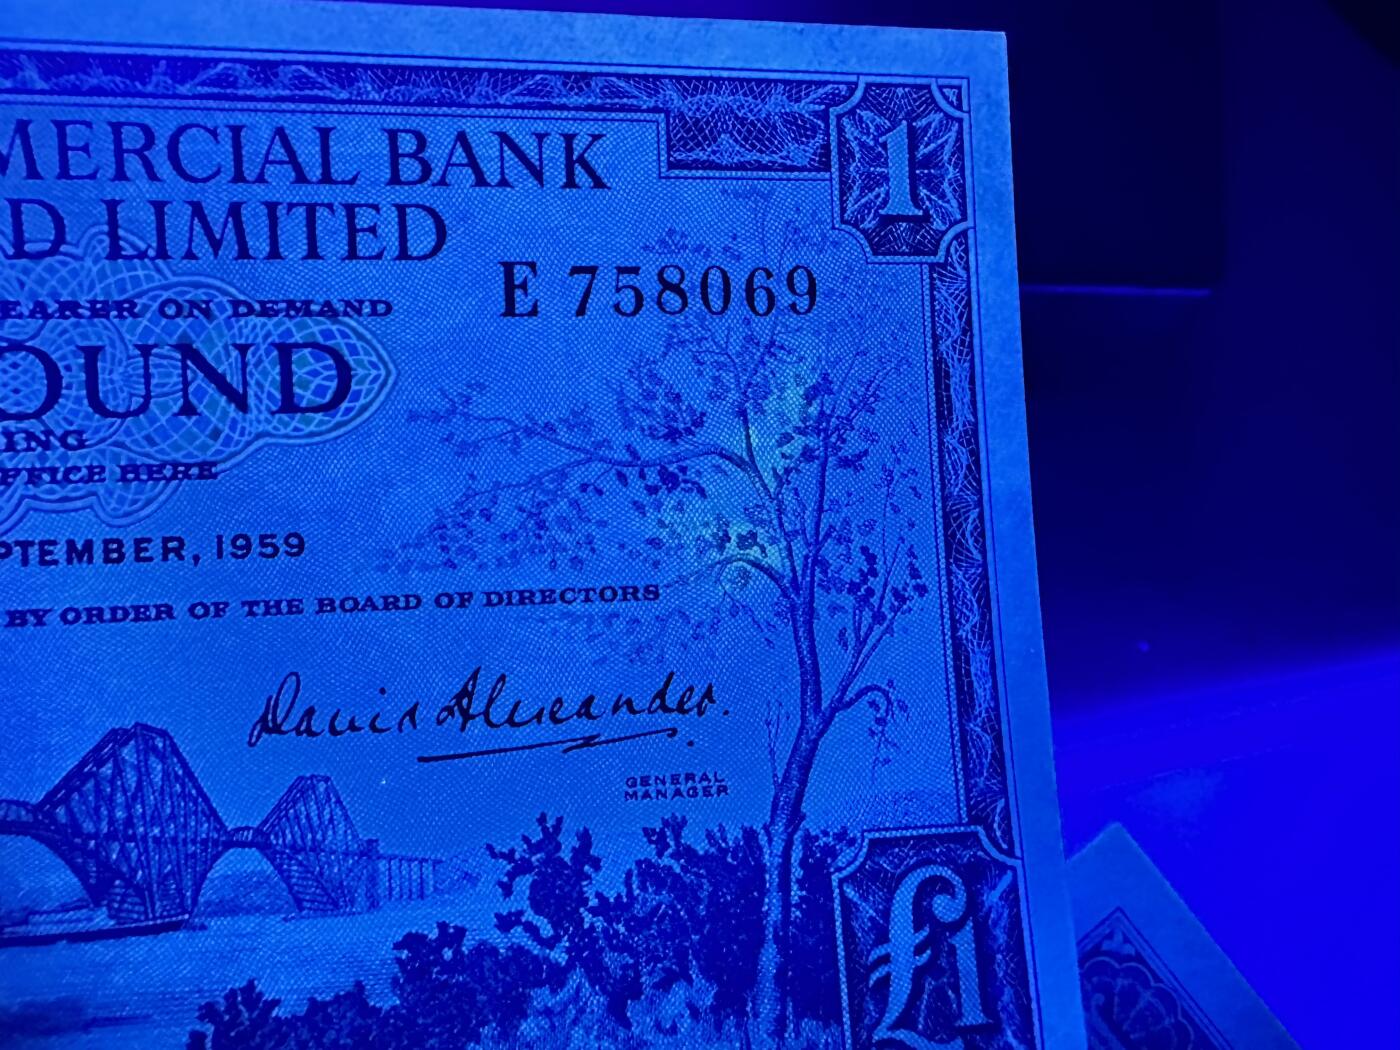 MERCIAL BANK
D LIMITED
1
E 758069
EARER ON DEMAND
OUND
ING
FFICE HERE
PTEMBER, 1959
BY ORDER OF THE BOARD OF DIRECTORS
David Alexander.
GENERAL
MANAGER
£1